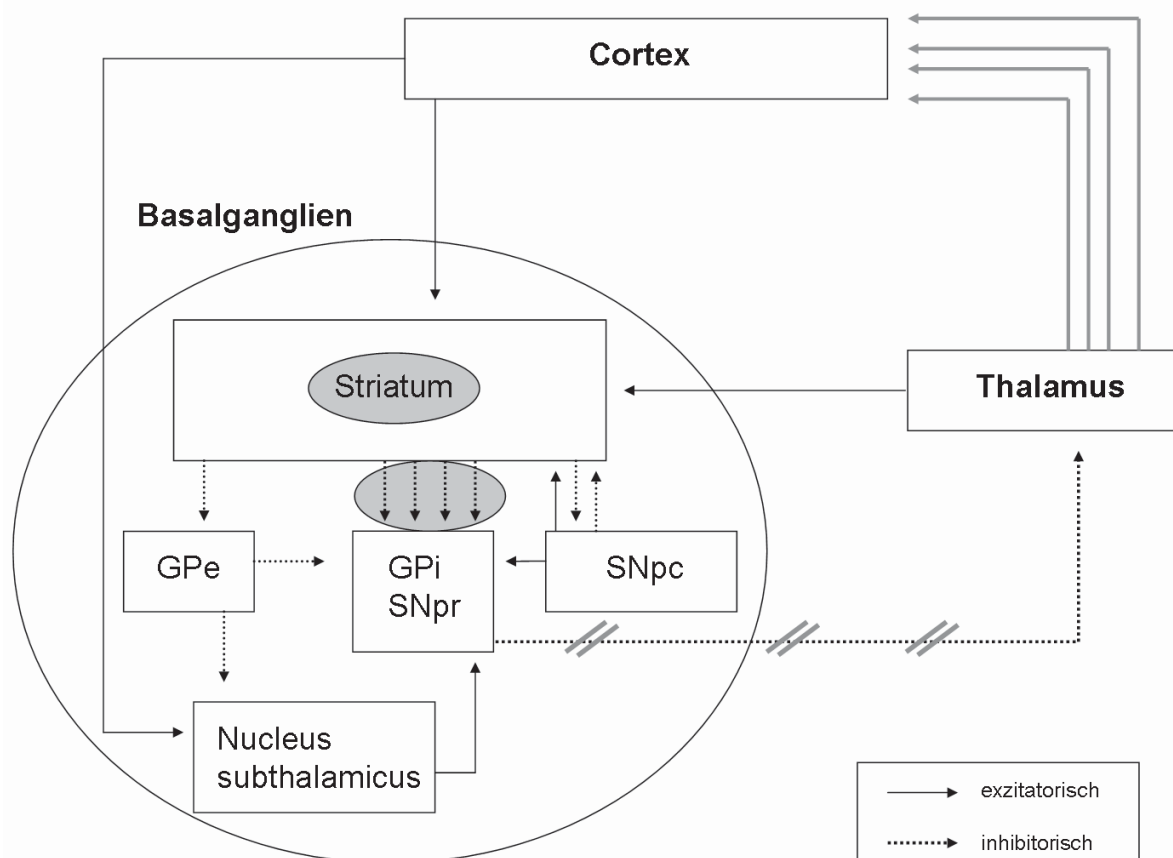 Cortex
Basalganglien
Striatum
Thalamus
GPe
GPi
SNpr
SNpc
Nucleus
subthalamicus
exzitatorisch
inhibitorisch